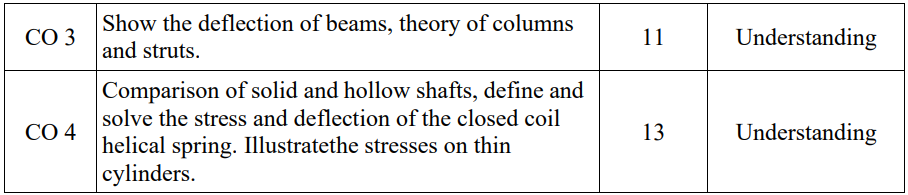 CO 3 Show the deflection of beams, theory of columns 11 Understanding
and struts.
Comparison of solid and hollow shafts, define and
CO 4 solve the stress and deflection of the closed coil 13 Understanding
helical spring. Illustratethe stresses on thin
cylinders.